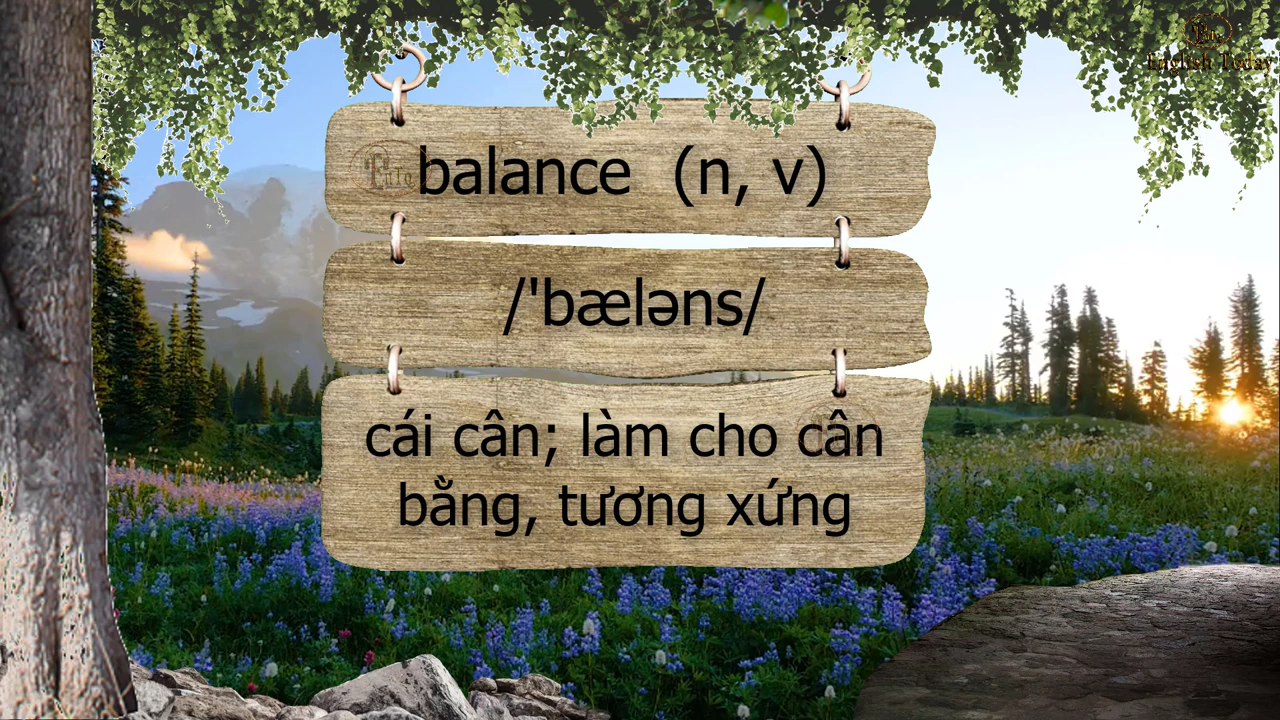 English Today
balance (n, v)
/'bæləns/
cái cân; làm cho cân
bằng, tương xứng